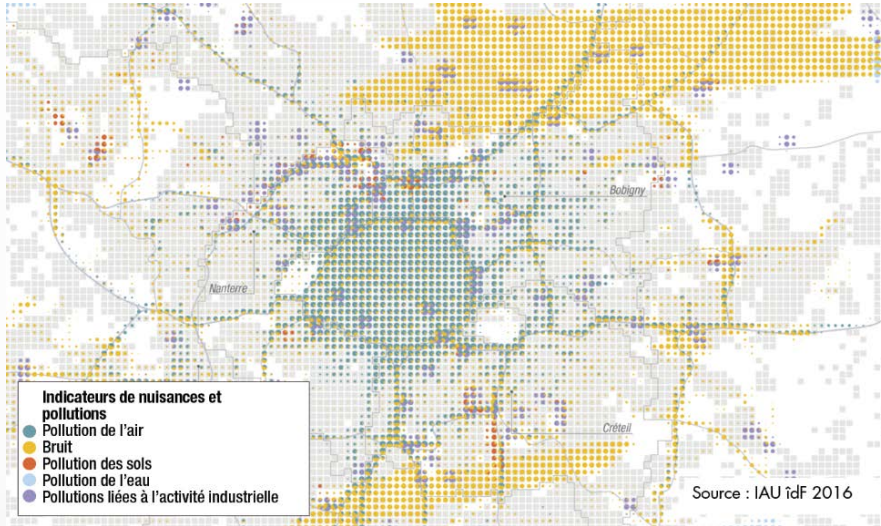 Bobigny
Nanterre
Créteil
Indicateurs de nuisances et
pollutions
Pollution de l'air
Bruit
Pollution des sols
Pollution de l'eau
Pollutions liées à l'activité industrielle
Source : IAU îdF 2016